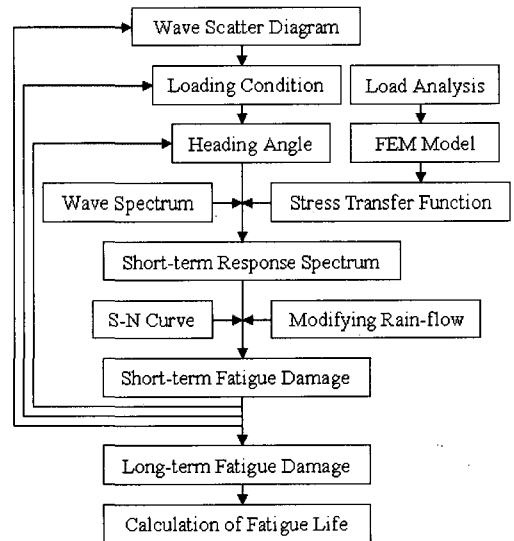 Wave Scatter Diagram
Loading Condition
Load Analysis
Heading Angle
FEM Model
Wave Spectrum
Stress Transfer Function
Short-term Response Spectrum
S-N Curve
Modifying Rain-flow
Short-term Fatigue Damage
Long-term Fatigue Damage
Calculation of Fatigue Life